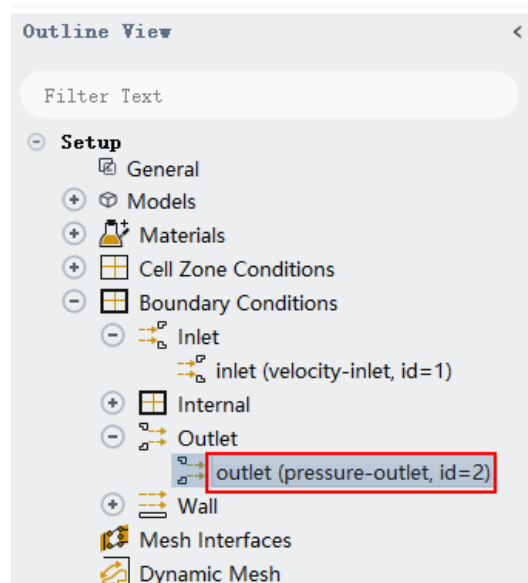 Outline View
Filter Text
Setup
General
Models
Materials
Cell Zone Conditions
Boundary Conditions
Inlet
inlet (velocity-inlet, id=1)
Internal
Outlet
outlet (pressure-outlet, id=2)
Wall
Mesh Interfaces
Dynamic Mesh